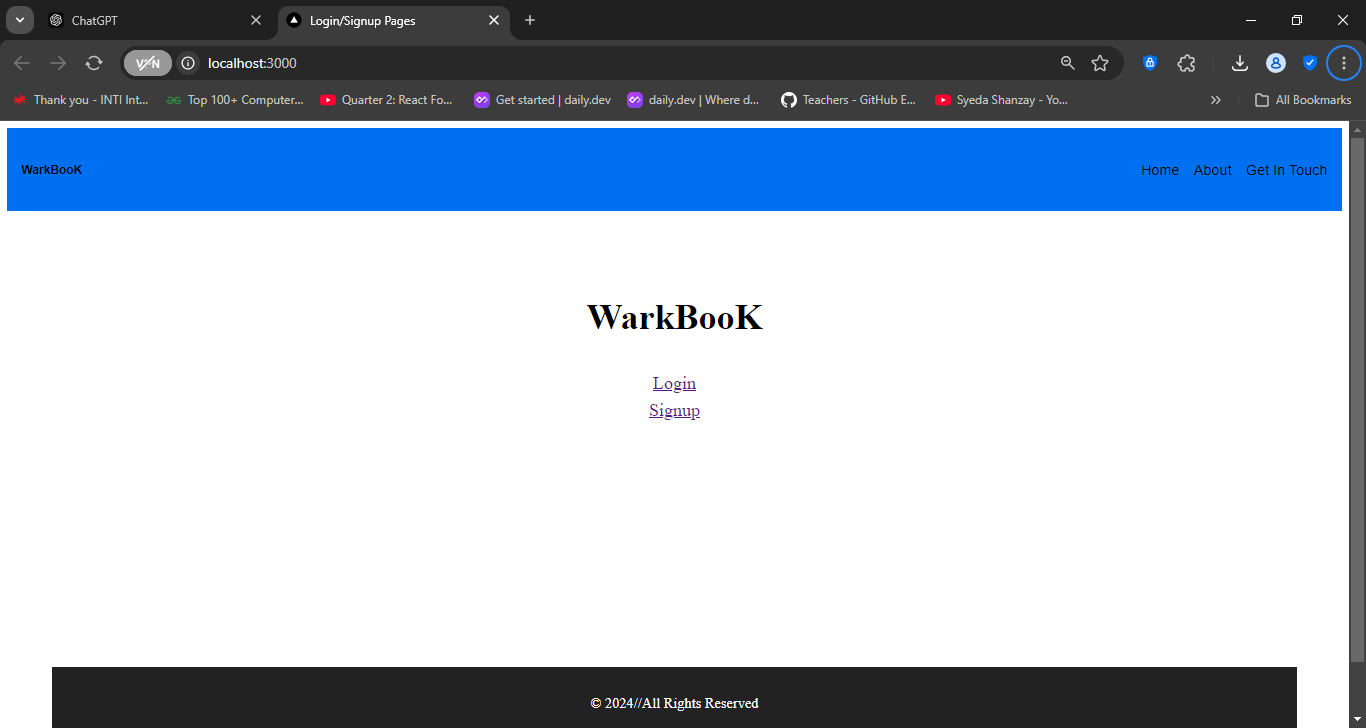 ChatGPT
Login/Signup Pages
VPN
localhost:3000
Thank you - INTI Int...
Top 100+ Computer...
Quarter 2: React Fo...
Get started | daily.dev
daily.dev | Where d...
Teachers - GitHub E...
Syeda Shanzay - Yo...
All Bookmarks
WarkBooK
Home About Get In Touch
WarkBooK
Login
Signup
© 2024//All Rights Reserved